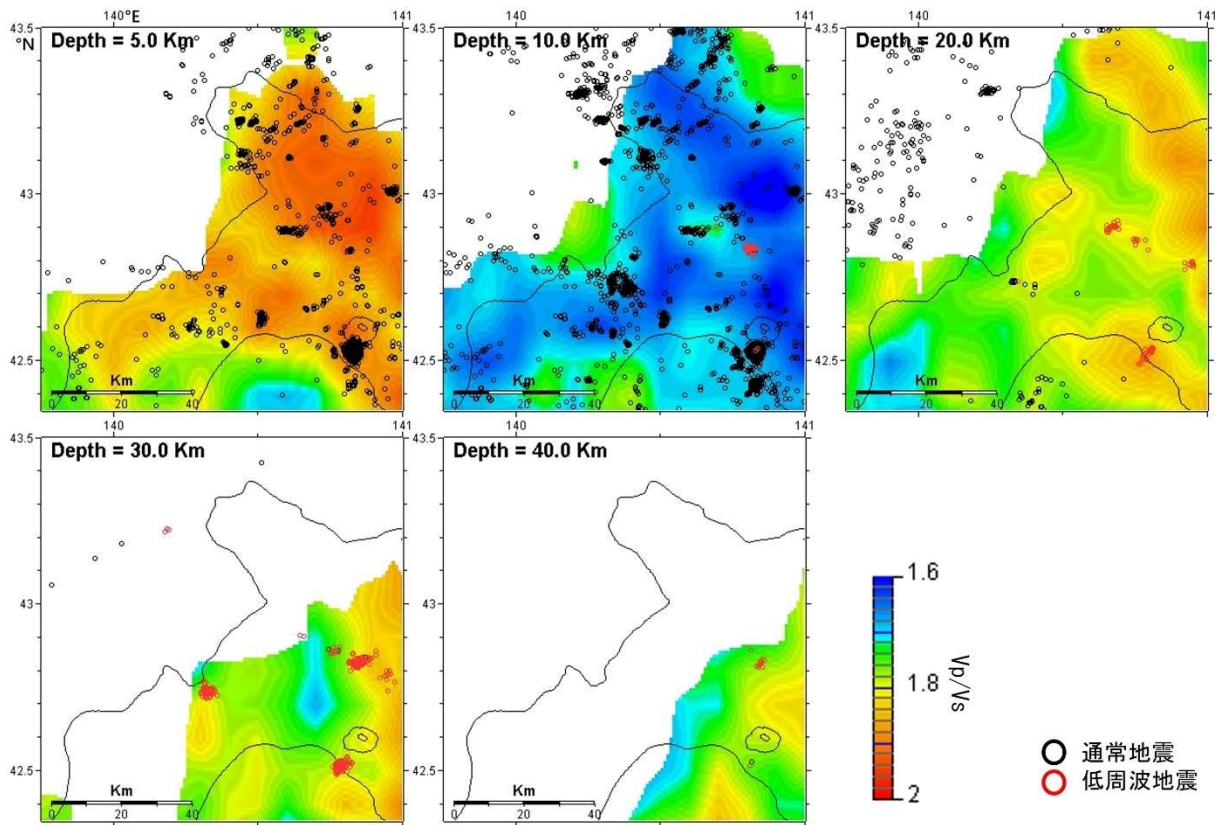 140°E 141 140 141 140 141
43.5
°N
Depth = 5.0 Km
Depth = 10.0 Km
Depth = 20.0 Km
43 43 43
42.5 42.5 42.5
Km Km Km
0 20 40 0 20 40 0 20 40
140 141 140 141
43.5 43.5
Depth = 30.0 Km
Depth = 40.0 Km
43 43
42.5 42.5
Km Km
0 20 40 0 20 40
1.6
1.8
2
Vp/Vs
通常地震
低周波地震